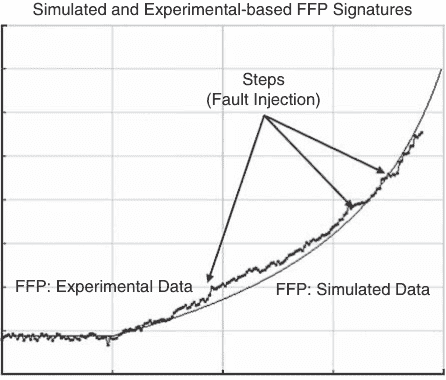 Simulated and Experimental-based FFP Signatures
Steps
(Fault Injection)
FFP: Experimental Data
FFP: Simulated Data